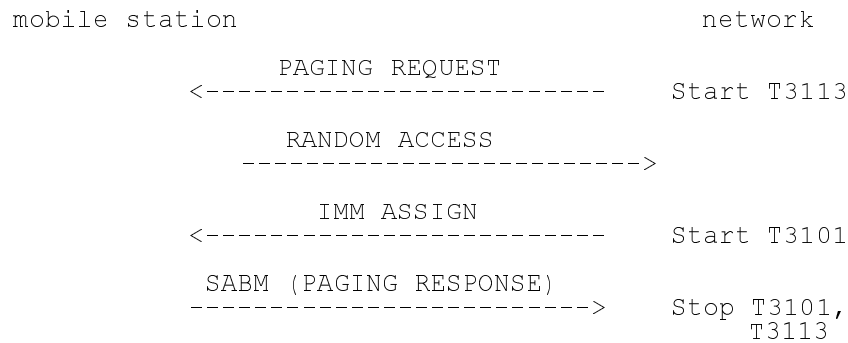 mobile station network
PAGING REQUEST
<------------------------- Start T3113
RANDOM ACCESS
------------------------->
IMM ASSIGN
<------------------------- Start T3101
SABM (PAGING RESPONSE)
-------------------------> Stop T3101,
T3113